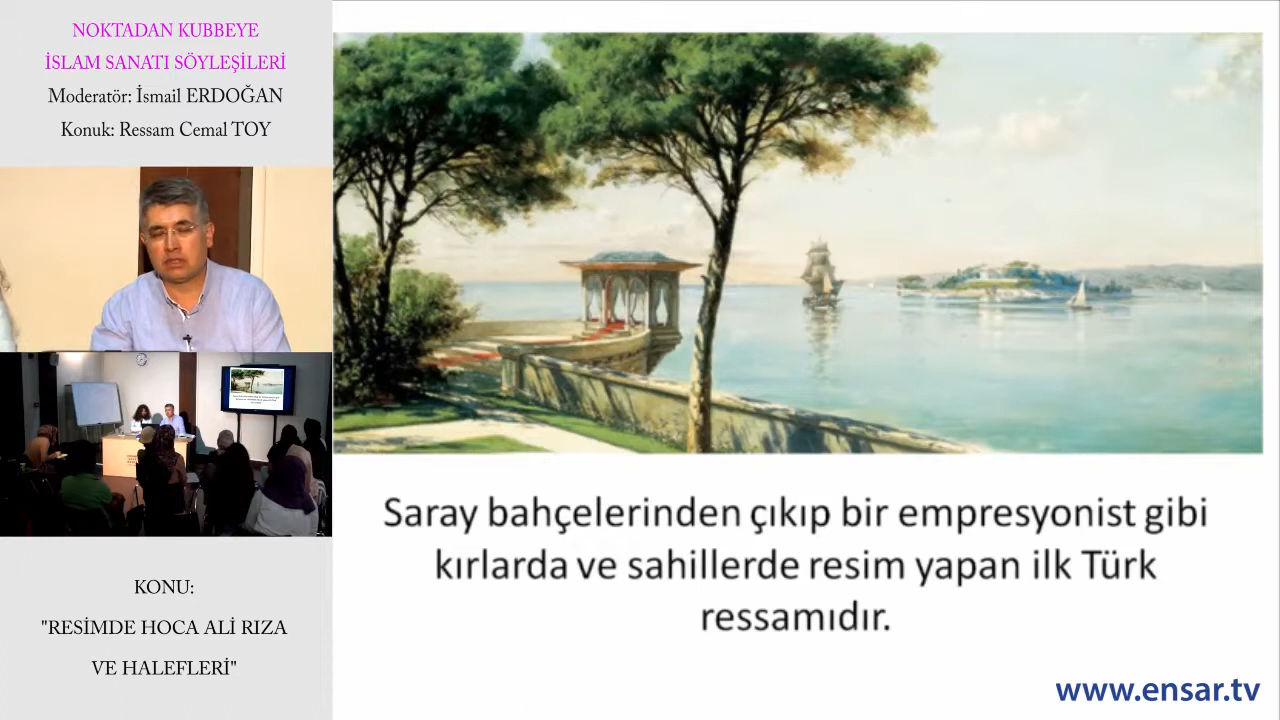 NOKTADAN KUBBEYE
İSLAM SANATI SÖYLEŞİLERİ
Moderatör: İsmail ERDOĞAN
Konuk: Ressam Cemal TOY
KONU:
"RESİMDE HOCA ALİ RIZA
VE HALEFLERİ"
Saray bahçelerinden çıkıp bir empresyonist gibi
kırlarda ve sahillerde resim yapan ilk Türk
ressamıdır.
www.ensar.tv